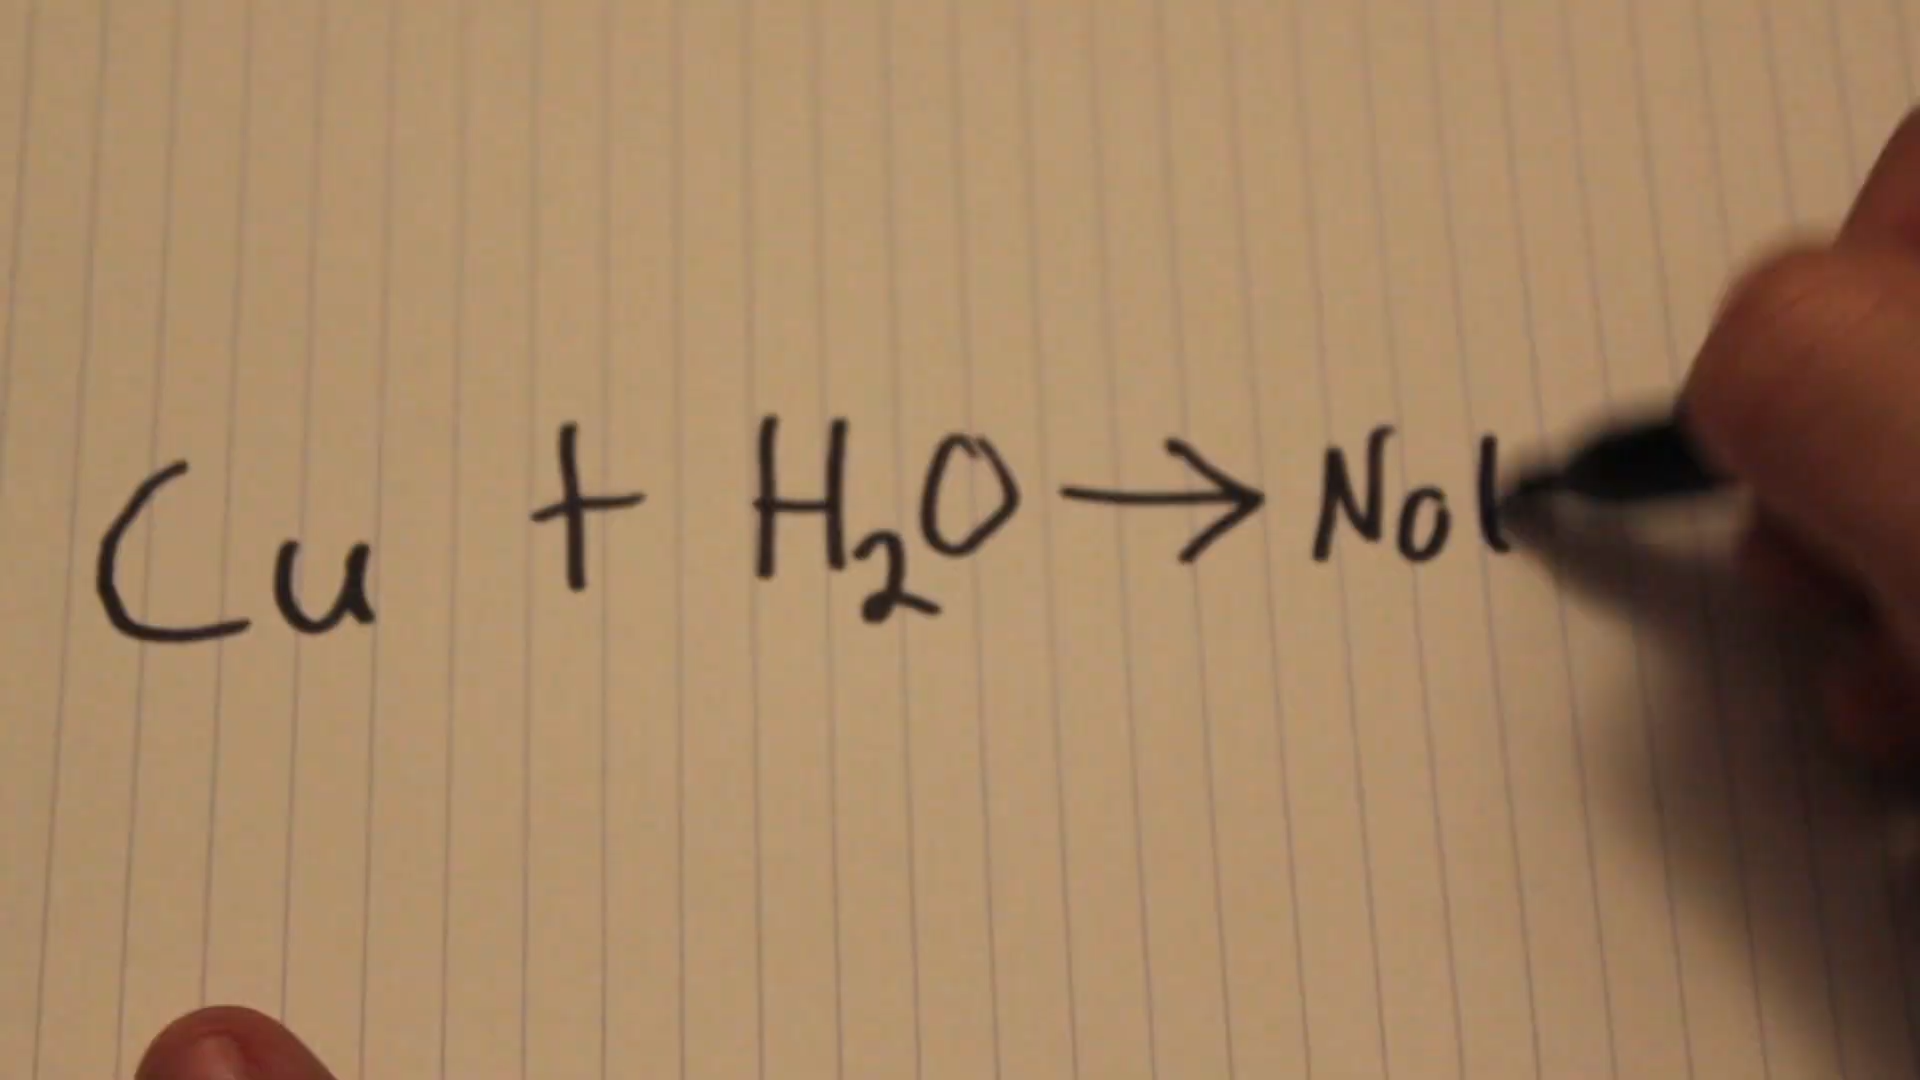 Cu + H₂O → No